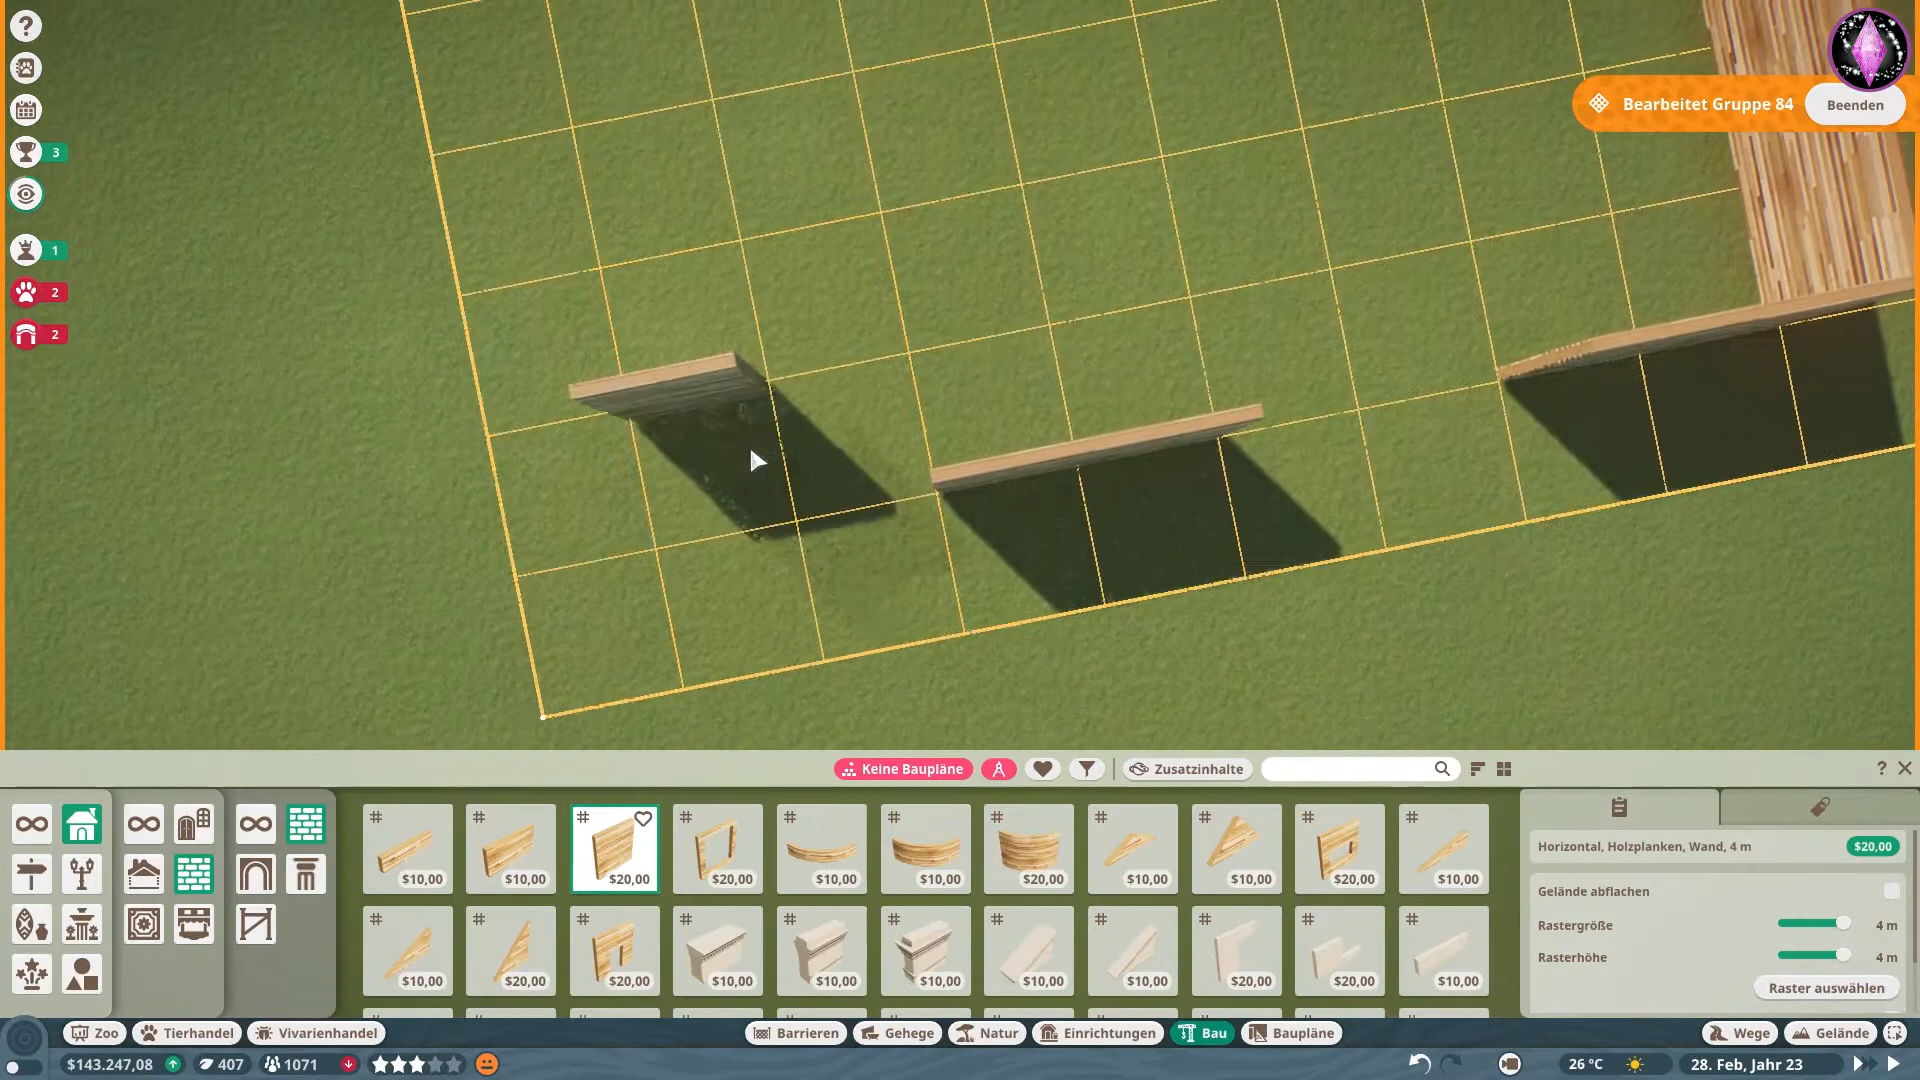 Bearbeitet Gruppe 84
Beenden
3
1
2
2
Keine Baupläne
Zusatzinhalte
?
$10,00
$10,00
$20,00
$20,00
$10,00
$10,00
$20,00
$10,00
$10,00
$20,00
$10,00
$10,00
$20,00
$20,00
$10,00
$10,00
$10,00
$10,00
$10,00
$20,00
$20,00
$10,00
Horizontal, Holzplanken, Wand, 4 m
$20,00
Gelände abflachen
Rastergröße
4 m
Rasterhöhe
4 m
Raster auswählen
Zoo
Tierhandel
Vivarienhandel
Barrieren
Gehege
Natur
Einrichtungen
Bau
Baupläne
Wege
Gelände
$143.247,08
407
1071
26 °C
28. Feb, Jahr 23